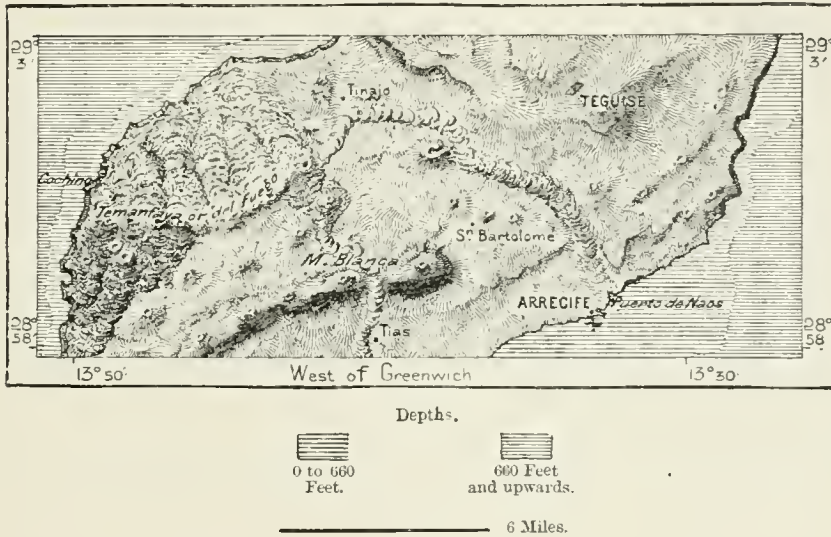 29°
3′
29°
3′
Tinajo
TEGUISE
Cochino
Temanfaya or del fuego
Sn. Bartolome
M. Blanca
ARRECIFE
Puerto de Naos
28°
58′
Tias
28°
58′
13°50′
West of Greenwich
13°30′
Depths.
0 to 660
Feet.
660 Feet
and upwards.
6 Miles.